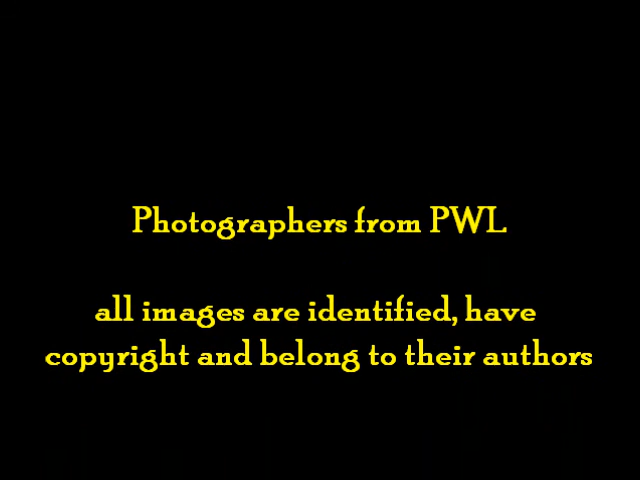 Photographers from PWL
all images are identified, have
copyright and belong to their authors